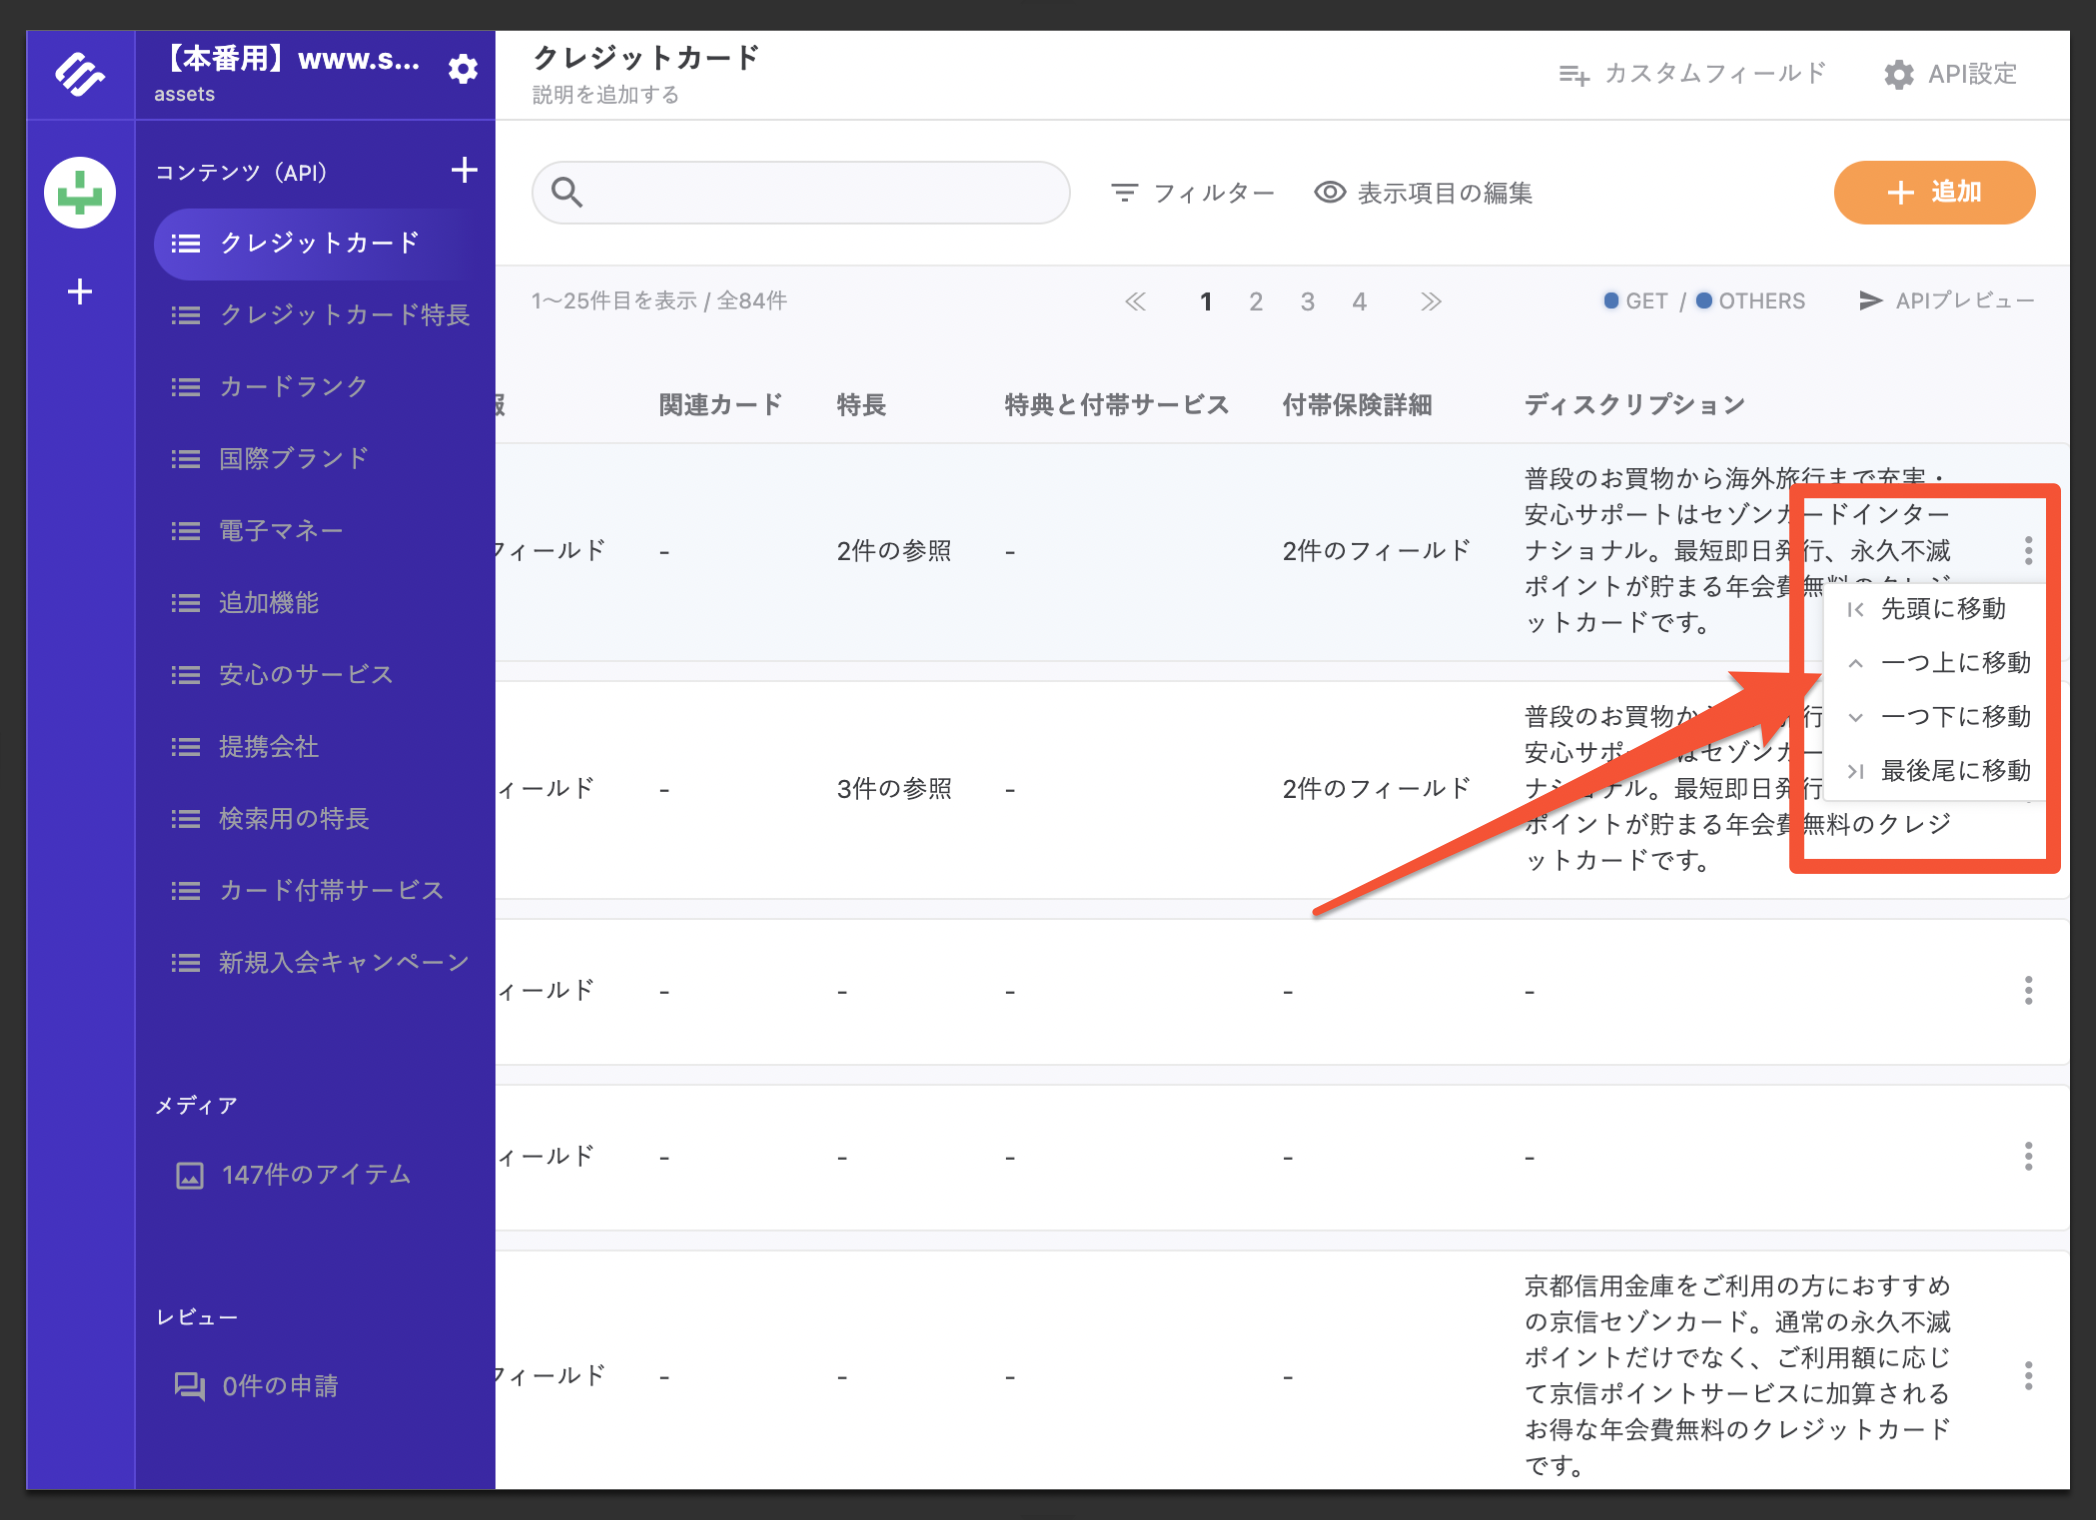 【本番用】www.s...
assets
コンテンツ（API）
クレジットカード
クレジットカード特長
カードランク
国際ブランド
電子マネー
追加機能
安心のサービス
提携会社
検索用の特長
カード付帯サービス
新規入会キャンペーン
メディア
147件のアイテム
レビュー
0件の申請
クレジットカード
説明を追加する
カスタムフィールド
API設定
フィルター
表示項目の編集
追加
1〜25件目を表示 / 全84件
1 2 3 4
GET / OTHERS
APIプレビュー
関連カード 特長 特典と付帯サービス 付帯保険詳細 ディスクリプション
フィールド - 2件の参照 - 2件のフィールド
普段のお買物から海外旅行まで充実・
安心サポートはセゾンカードインター
ナショナル。最短即日発行、永久不滅
ポイントが貯まる年会費無料のクレジ
ットカードです。
先頭に移動
一つ上に移動
一つ下に移動
最後尾に移動
ィールド - 3件の参照 - 2件のフィールド
普段のお買物か 行
安心サポ はセゾンカー
ナショナル。最短即日発行
ポイントが貯まる年会費無料のクレジ
ットカードです。
ィールド - - - - -
ィールド - - - - -
フィールド - - - -
京都信用金庫をご利用の方におすすめ
の京信セゾンカード。通常の永久不滅
ポイントだけでなく、ご利用額に応じ
て京信ポイントサービスに加算される
お得な年会費無料のクレジットカード
です。